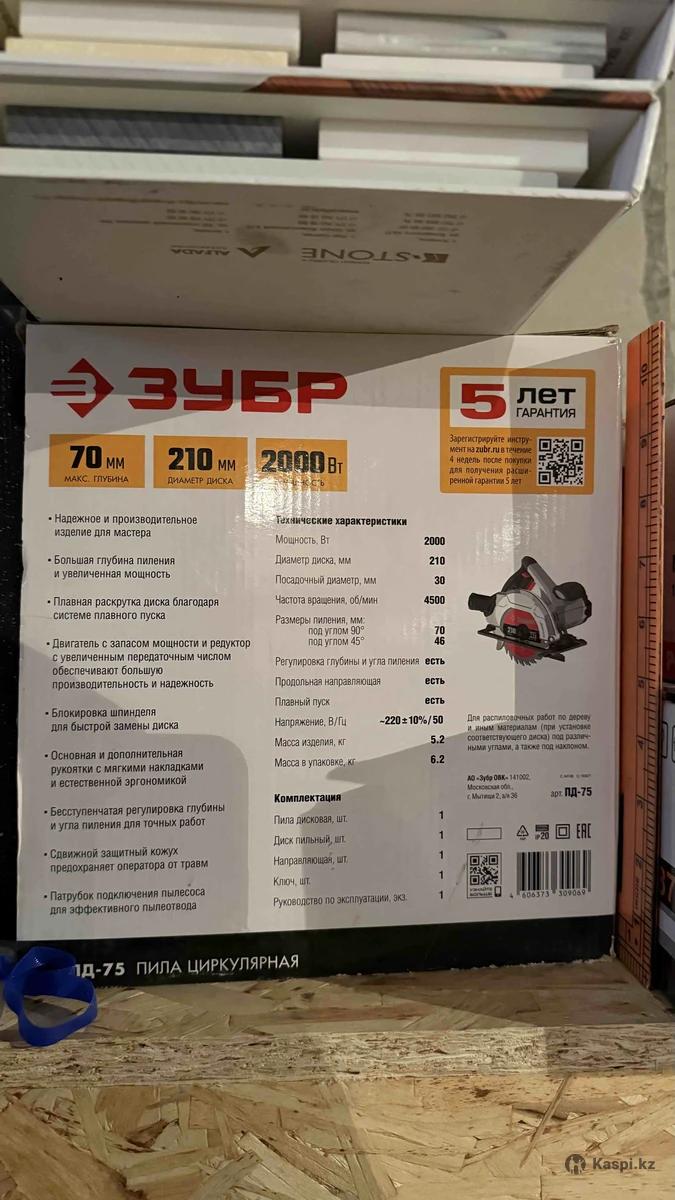 K·STONE
ALFADA
ЗУБР
5 ЛЕТ
ГАРАНТИЯ
Зарегистрируйте инстру-
мент на zubr.ru в течение
4 недель после покупки
для получения расши-
ренной гарантии 5 лет
70 мм
МАКС. ГЛУБИНА
210 мм
ДИАМЕТР ДИСКА
2000 Вт
• Надежное и производительное
изделие для мастера
• Большая глубина пиления
и увеличенная мощность
• Плавная раскрутка диска благодаря
системе плавного пуска
• Двигатель с запасом мощности и редуктор
с увеличенным передаточным числом
обеспечивают большую
производительность и надежность
• Блокировка шпинделя
для быстрой замены диска
• Основная и дополнительная
рукоятки с мягкими накладками
и естественной эргономикой
• Бесступенчатая регулировка глубины
и угла пиления для точных работ
• Сдвижной защитный кожух
предохраняет оператора от травм
• Патрубок подключения пылесоса
для эффективного пылеотвода
Технические характеристики
Мощность, Вт 2000
Диаметр диска, мм 210
Посадочный диаметр, мм 30
Частота вращения, об/мин 4500
Размеры пиления, мм:
под углом 90° 70
под углом 45° 46
Регулировка глубины и угла пиления есть
Продольная направляющая есть
Плавный пуск есть
Напряжение, В/Гц ~220±10%/50
Масса изделия, кг 5.2
Масса в упаковке, кг 6.2
Комплектация
Пила дисковая, шт. 1
Диск пильный, шт. 1
Направляющая, шт. 1
Ключ, шт. 1
Руководство по эксплуатации, экз. 1
Для распиловочных работ по дереву
и иным материалам (при установке
соответствующего диска) под различ-
ными углами, а также под наклоном.
АО «Зубр ОВК» 141002,
Московская обл.,
г. Мытищи 2, а/я 36
арт. ПД-75
IP20
EAC
УЗНАЙТЕ
БОЛЬШЕ
4 606373 309069
ПД-75 ПИЛА ЦИРКУЛЯРНАЯ
Kaspi.kz